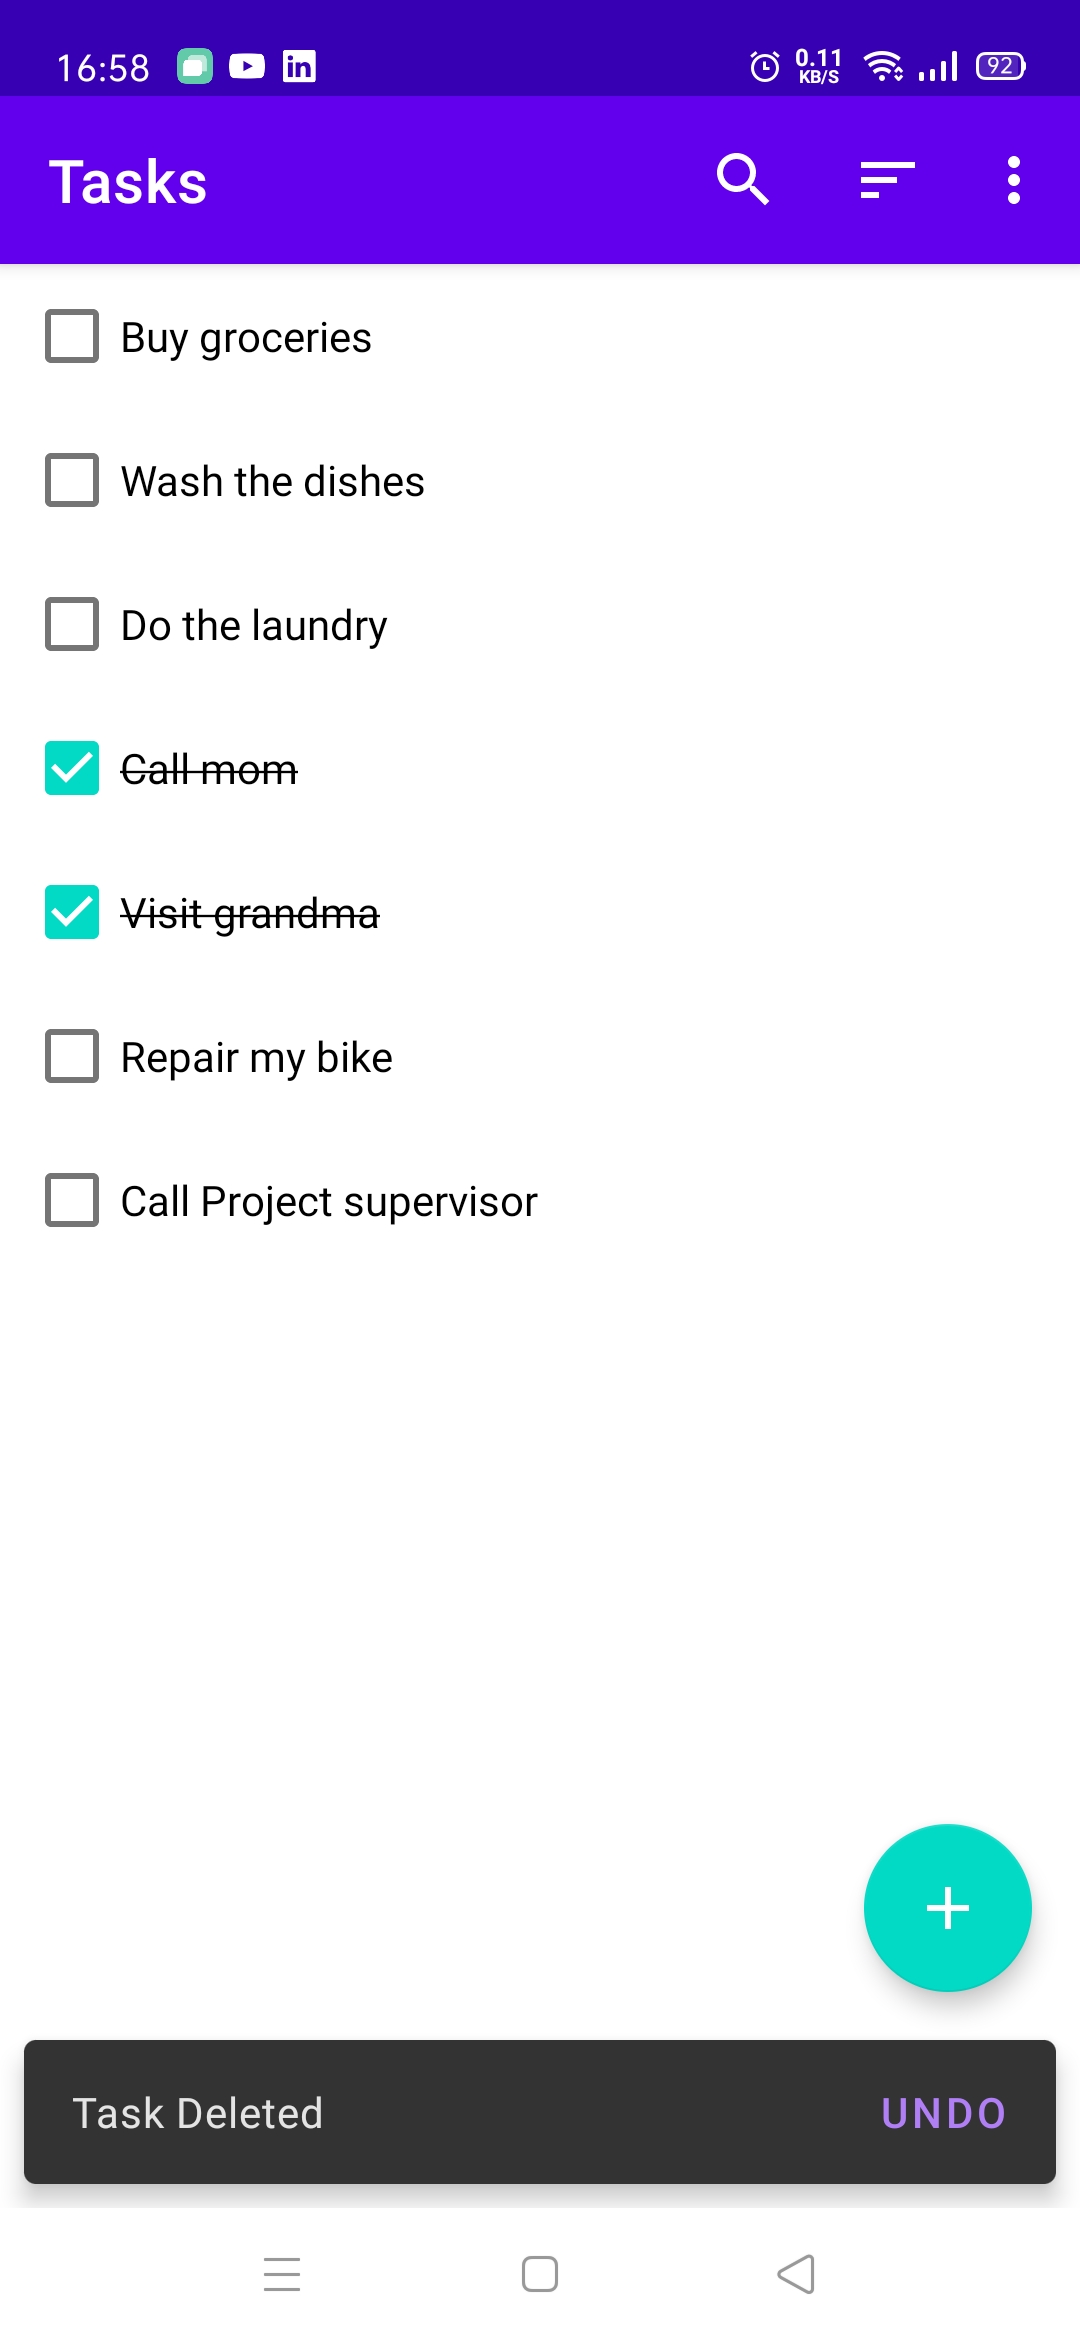 16:58 in 0.11 KB/S 92
Tasks
Buy groceries
Wash the dishes
Do the laundry
Call mom
Visit grandma
Repair my bike
Call Project supervisor
Task Deleted UNDO